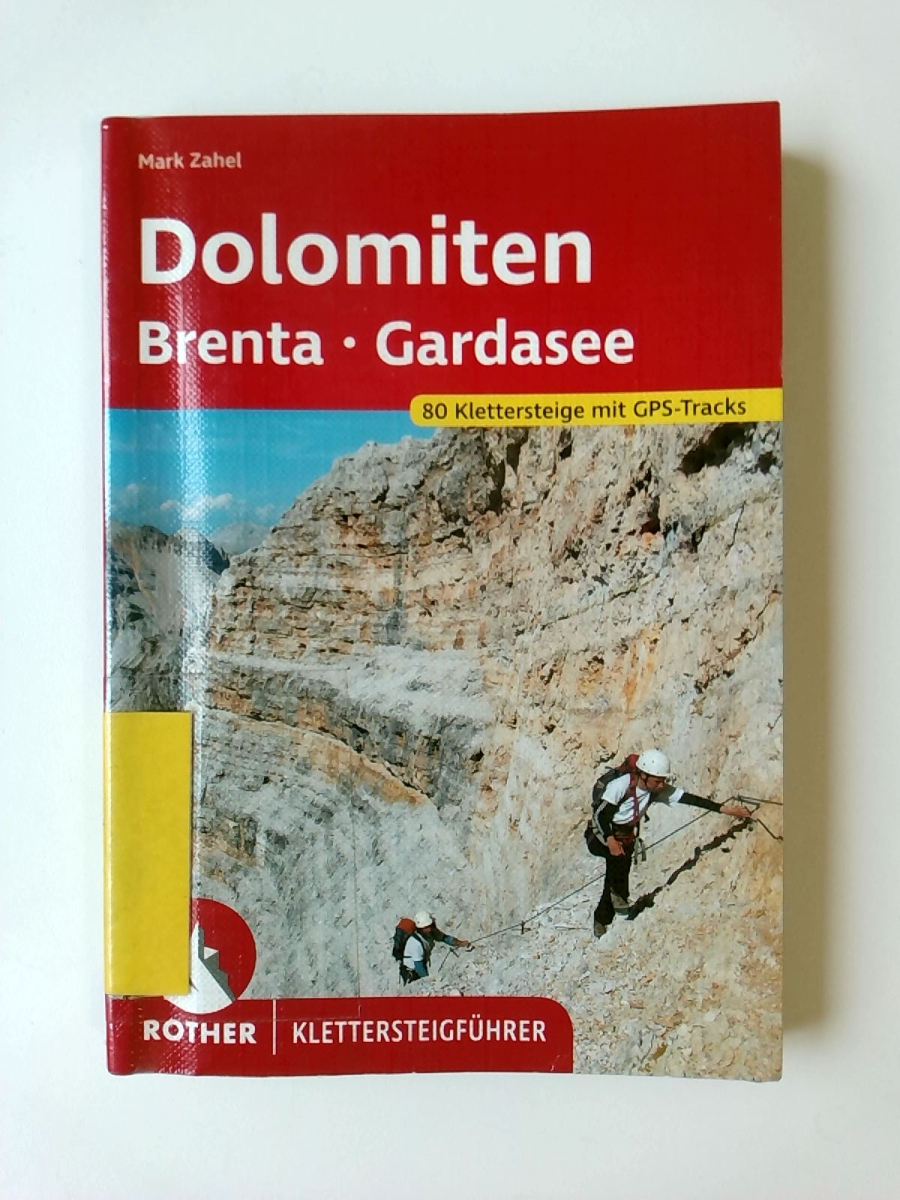 Mark Zahel
Dolomiten
Brenta · Gardasee
80 Klettersteige mit GPS-Tracks
ROTHER | KLETTERSTEIGFÜHRER